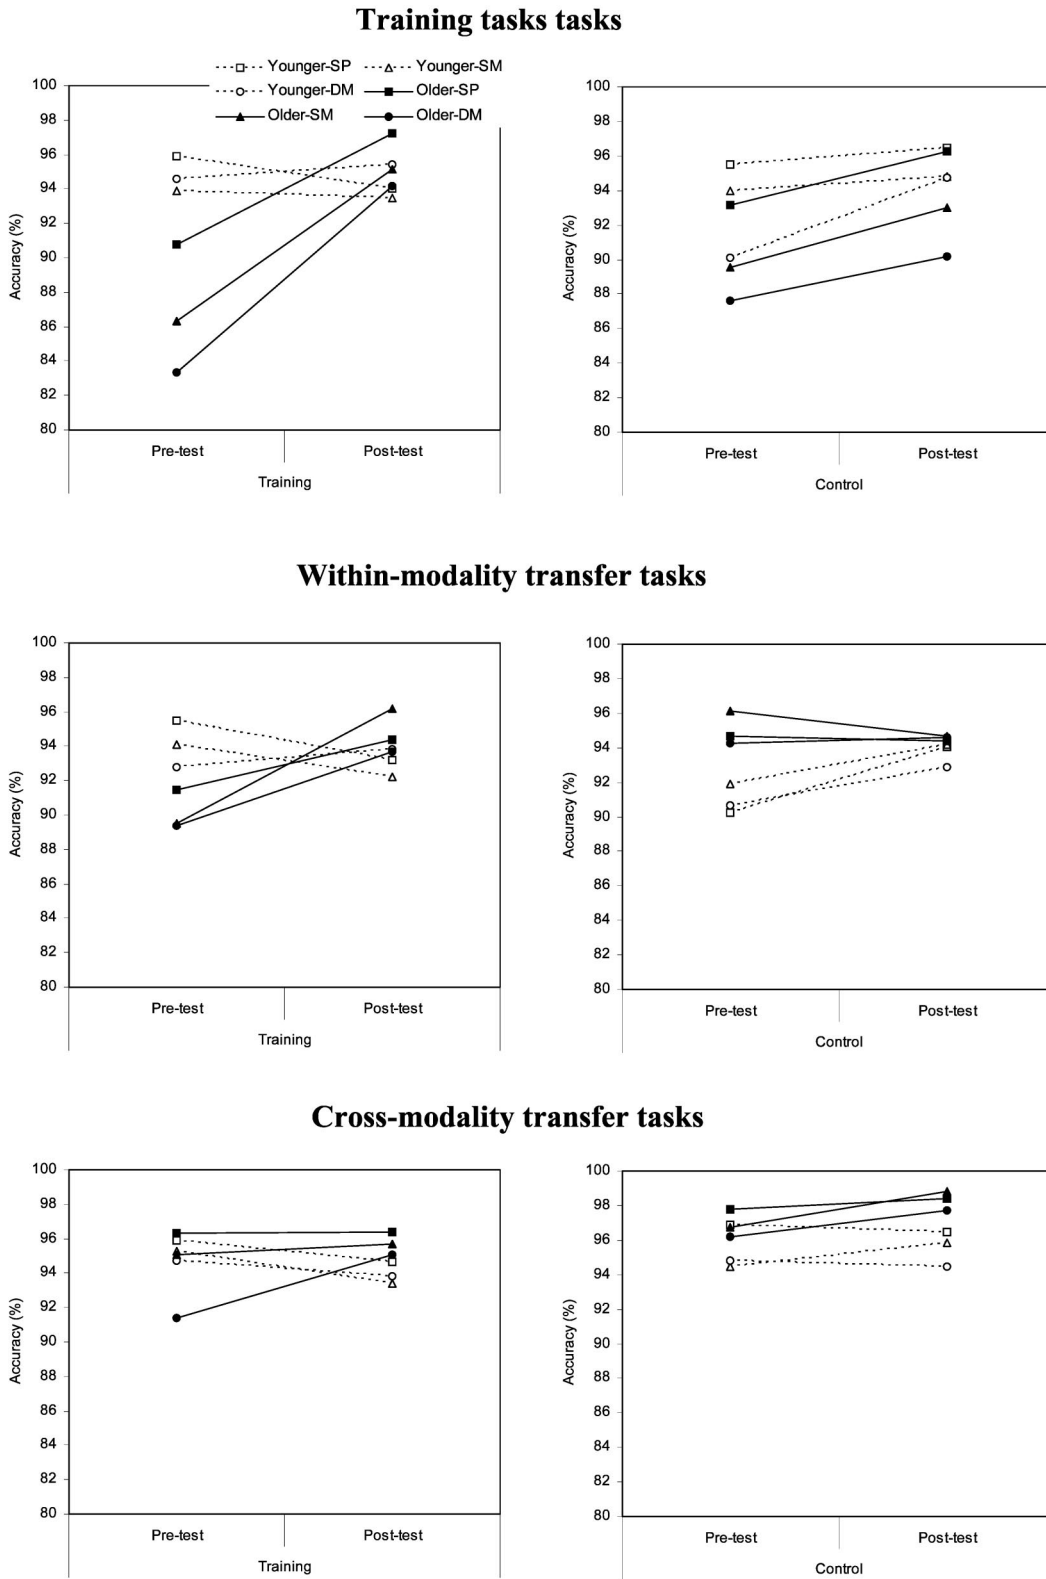 Training tasks tasks
Younger-SP Younger-SM
Younger-DM Older-SP
Older-SM Older-DM
Accuracy (%)
100
98
96
94
92
90
88
86
84
82
80
Pre-test Post-test
Training
Accuracy (%)
100
98
96
94
92
90
88
86
84
82
80
Pre-test Post-test
Control
Within-modality transfer tasks
Accuracy (%)
100
98
96
94
92
90
88
86
84
82
80
Pre-test Post-test
Training
Accuracy (%)
100
98
96
94
92
90
88
86
84
82
80
Pre-test Post-test
Control
Cross-modality transfer tasks
Accuracy (%)
100
98
96
94
92
90
88
86
84
82
80
Pre-test Post-test
Training
Accuracy (%)
100
98
96
94
92
90
88
86
84
82
80
Pre-test Post-test
Control